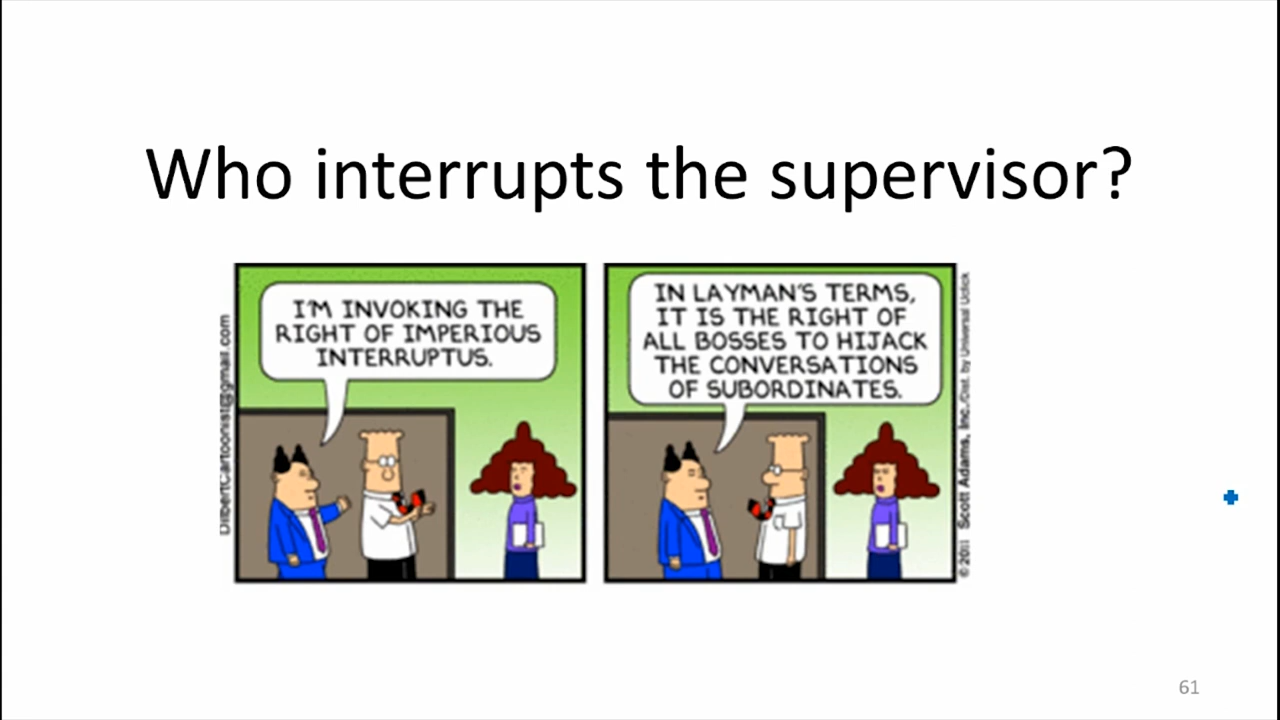 Who interrupts the supervisor?
I'M INVOKING THE
RIGHT OF IMPERIOUS
INTERRUPTUS.
IN LAYMAN'S TERMS,
IT IS THE RIGHT OF
ALL BOSSES TO HIJACK
THE CONVERSATIONS
OF SUBORDINATES.
DilbertCartoonist@gmail.com
©2011 Scott Adams, Inc./Dist. by Universal Uclick
61